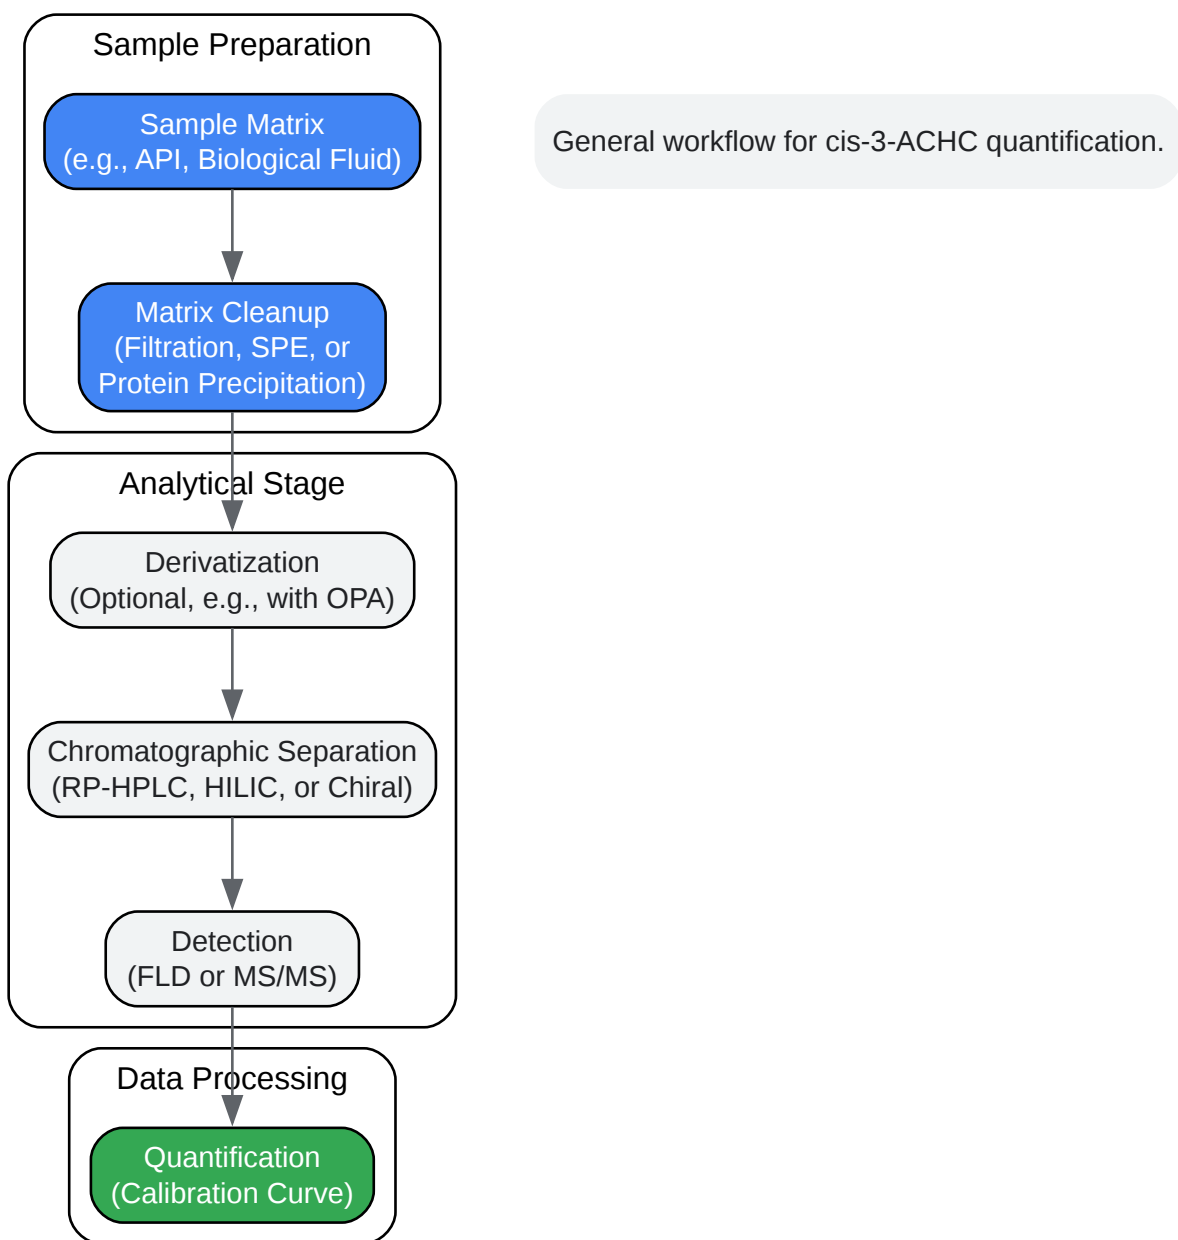 Sample Preparation
Sample Matrix
(e.g., API, Biological Fluid)
General workflow for cis-3-ACHC quantification.
Matrix Cleanup
(Filtration, SPE, or
Protein Precipitation)
Analytical Stage
Derivatization
(Optional, e.g., with OPA)
Chromatographic Separation
(RP-HPLC, HILIC, or Chiral)
Detection
(FLD or MS/MS)
Data Processing
Quantification
(Calibration Curve)